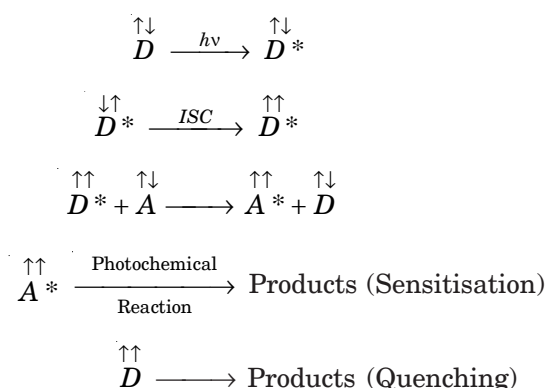 ↑↓ D —hν→ ↑↓ D *
↓↑ D * —ISC→ ↑↑ D *
↑↑ D * + ↑↓ A ⟶ ↑↑ A * + ↑↓ D
↑↑ A * —Photochemical Reaction→ Products (Sensitisation)
↑↑ D ⟶ Products (Quenching)